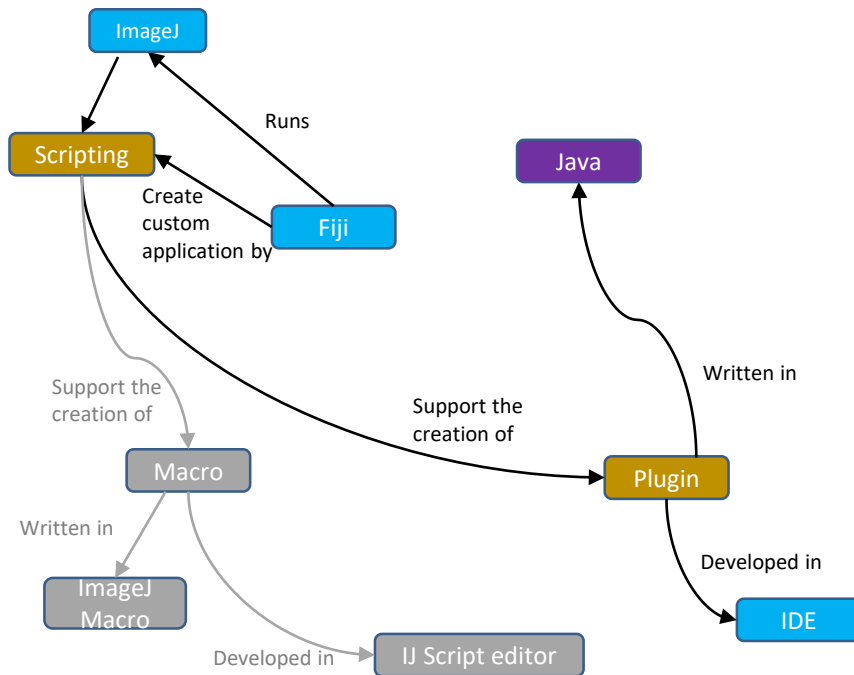 ImageJ
Runs
Scripting
Java
Create
custom
application by
Fiji
Support the
creation of
Support the
creation of
Written in
Macro
Plugin
Written in
Developed in
ImageJ
Macro
IDE
Developed in
IJ Script editor